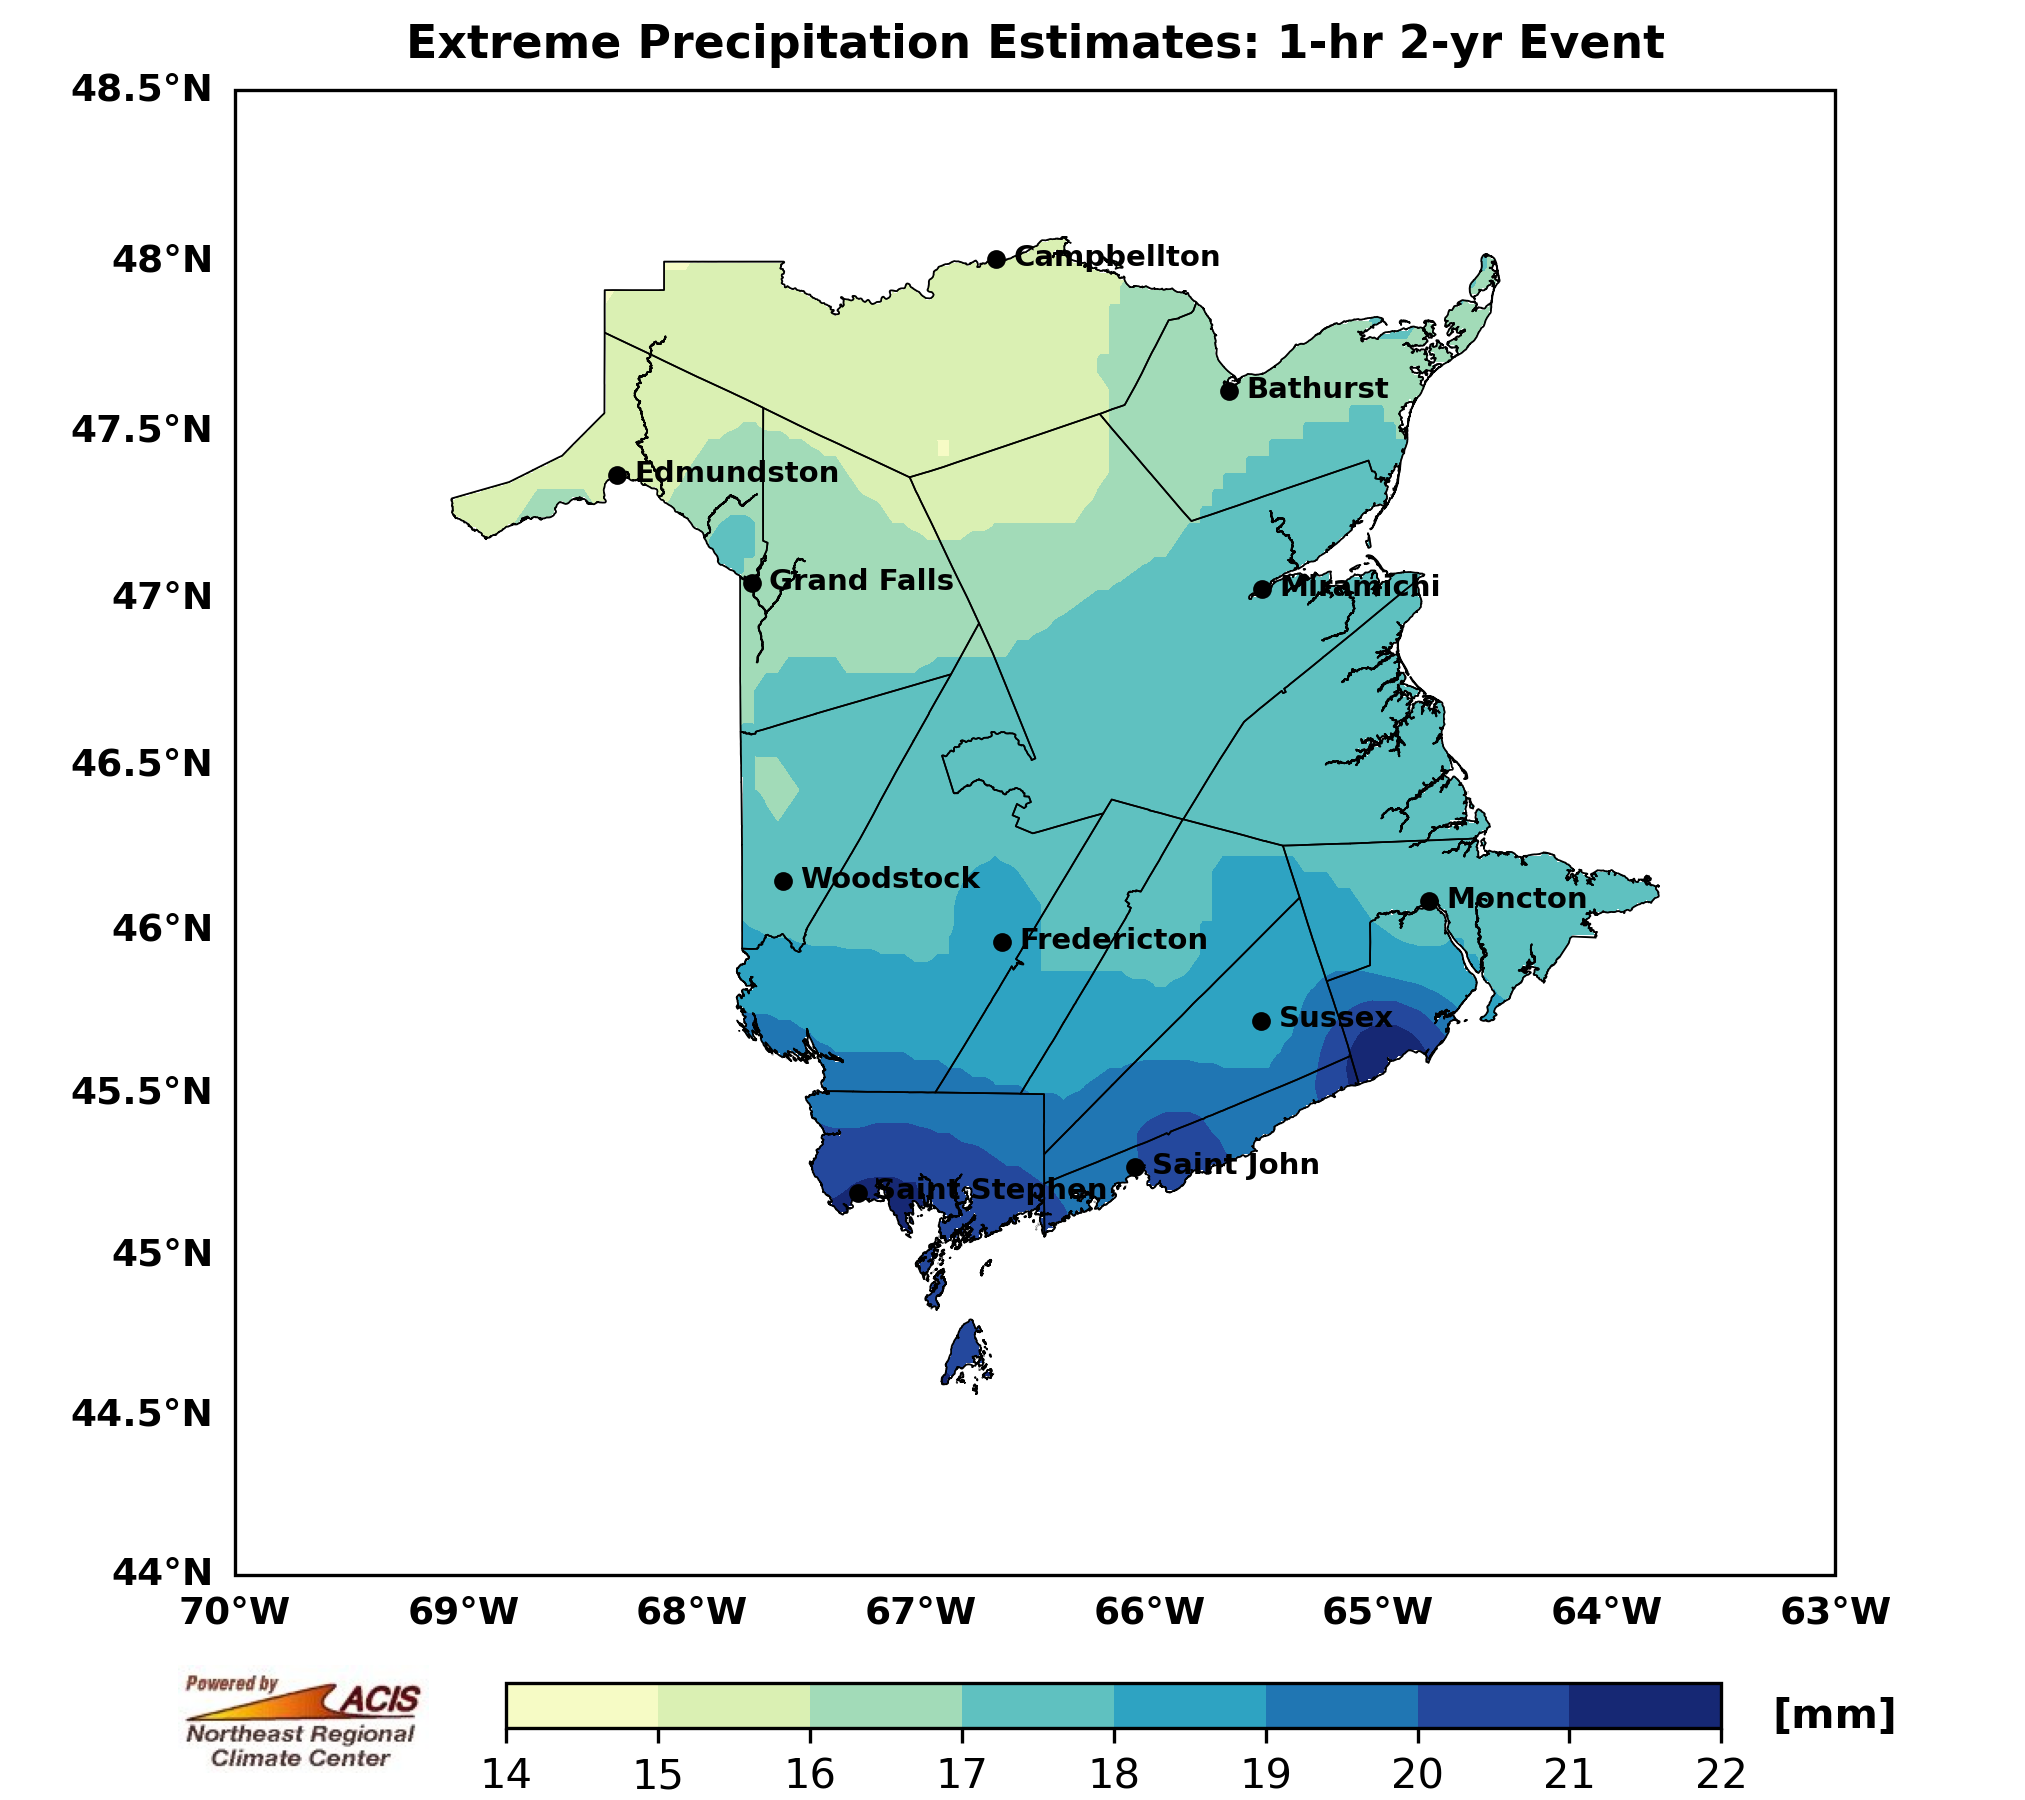 Extreme Precipitation Estimates: 1-hr 2-yr Event
48.5°N
48°N
47.5°N
47°N
46.5°N
46°N
45.5°N
45°N
44.5°N
44°N
Campbellton
Bathurst
Edmundston
Grand Falls
Miramichi
Woodstock
Moncton
Fredericton
Sussex
Saint John
Saint Stephen
70°W 69°W 68°W 67°W 66°W 65°W 64°W 63°W
Powered by
ACIS
Northeast Regional
Climate Center
[mm]
14 15 16 17 18 19 20 21 22